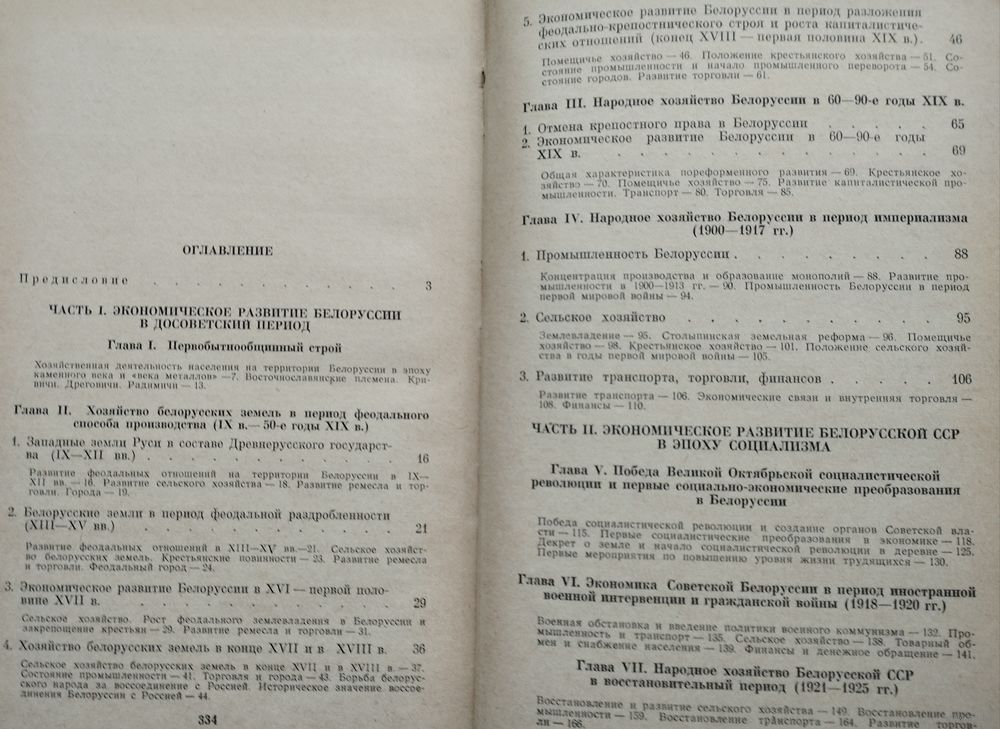 ОГЛАВЛЕНИЕ
Предисловие . . . . . . . . . . . . . . 3
ЧАСТЬ I. ЭКОНОМИЧЕСКОЕ РАЗВИТИЕ БЕЛОРУССИИ
В ДОСОВЕТСКИЙ ПЕРИОД
Глава I. Первобытнообщинный строй
Хозяйственная деятельность населения на территории Белоруссии в эпоху
каменного века и «века металлов» —7. Восточнославянские племена. Кри-
вичи. Дреговичи. Радимичи — 13.
Глава II. Хозяйство белорусских земель в период феодального
способа производства (IX в.— 50-е годы XIX в.)
1. Западные земли Руси в составе Древнерусского государст-
ва (IX—XII вв.) . . . . . . . . . . . 16
Развитие феодальных отношений на территории Белоруссии в IX—
XII вв. — 16. Развитие сельского хозяйства — 18. Развитие ремесла и тор-
говли. Города — 19.
2. Белорусские земли в период феодальной раздробленности
(XIII—XV вв.) . . . . . . . . . . . 21
Развитие феодальных отношений в XIII—XV вв.—21. Сельское хозяйст-
во белорусских земель. Крестьянские повинности — 23. Развитие ремесла
и торговли. Феодальный город — 24.
3. Экономическое развитие Белоруссии в XVI — первой поло-
вине XVII в. . . . . . . . . . . . 29
Сельское хозяйство. Рост феодального землевладения в Белоруссии и
закрепощение крестьян — 29. Развитие ремесла и торговли — 31.
4. Хозяйство белорусских земель в конце XVII и в XVIII в. 36
Сельское хозяйство белорусских земель в конце XVII и в XVIII в. — 37.
Состояние промышленности — 41. Торговля и города — 43. Борьба белорус-
ского народа за воссоединение с Россией. Историческое значение воссое-
динения Белоруссии с Россией — 44.
334
5. Экономическое развитие Белоруссии в период разложения
феодально-крепостнического строя и роста капиталистиче-
ских отношений (конец XVIII — первая половина XIX в.). 46
Помещичье хозяйство — 46. Положение крестьянского хозяйства — 51. Со-
стояние промышленности и начало промышленного переворота — 54. Со-
стояние городов. Развитие торговли — 61.
Глава III. Народное хозяйство Белоруссии в 60—90-е годы XIX в.
1. Отмена крепостного права в Белоруссии . . . . . 65
2. Экономическое развитие Белоруссии в 60—90-е годы
XIX в. . . . . . . . . . . . . 69
Общая характеристика пореформенного развития — 69. Крестьянское хо-
зяйство — 70. Помещичье хозяйство — 75. Развитие капиталистической про-
мышленности. Транспорт — 80. Торговля — 85.
Глава IV. Народное хозяйство Белоруссии в период империализма
(1900—1917 гг.)
1. Промышленность Белоруссии . . . . . . . . 88
Концентрация производства и образование монополий — 88. Развитие про-
мышленности в 1900—1913 гг. — 90. Промышленность Белоруссии в период
первой мировой войны — 94.
2. Сельское хозяйство . . . . . . . . . . 95
Землевладение — 95. Столыпинская земельная реформа — 96. Помещичье
хозяйство — 98. Крестьянское хозяйство — 101. Положение сельского хозяй-
ства в годы первой мировой войны — 105.
3. Развитие транспорта, торговли, финансов . . . . . 106
Развитие транспорта — 106. Экономические связи и внутренняя торговля —
108. Финансы — 110.
ЧАСТЬ II. ЭКОНОМИЧЕСКОЕ РАЗВИТИЕ БЕЛОРУССКОЙ ССР
В ЭПОХУ СОЦИАЛИЗМА
Глава V. Победа Великой Октябрьской социалистической
революции и первые социально-экономические преобразования
в Белоруссии
Победа социалистической революции и создание органов Советской вла-
сти — 115. Первые социалистические преобразования в экономике — 118.
Декрет о земле и начало социалистической революции в деревне — 125.
Первые мероприятия по повышению уровня жизни трудящихся — 130.
Глава VI. Экономика Советской Белоруссии в период иностранной
военной интервенции и гражданской войны (1918—1920 гг.)
Военная обстановка и введение политики военного коммунизма — 132. Про-
мышленность и транспорт — 135. Сельское хозяйство — 138. Товарный об-
мен и снабжение населения — 139. Финансы и денежное обращение — 141.
Глава VII. Народное хозяйство Белорусской ССР
в восстановительный период (1921—1925 гг.)
Восстановление и развитие сельского хозяйства — 149. Восстановление про-
мышленности — 159. Восстановление транспорта — 164. Развитие торгов-
ли — 166.